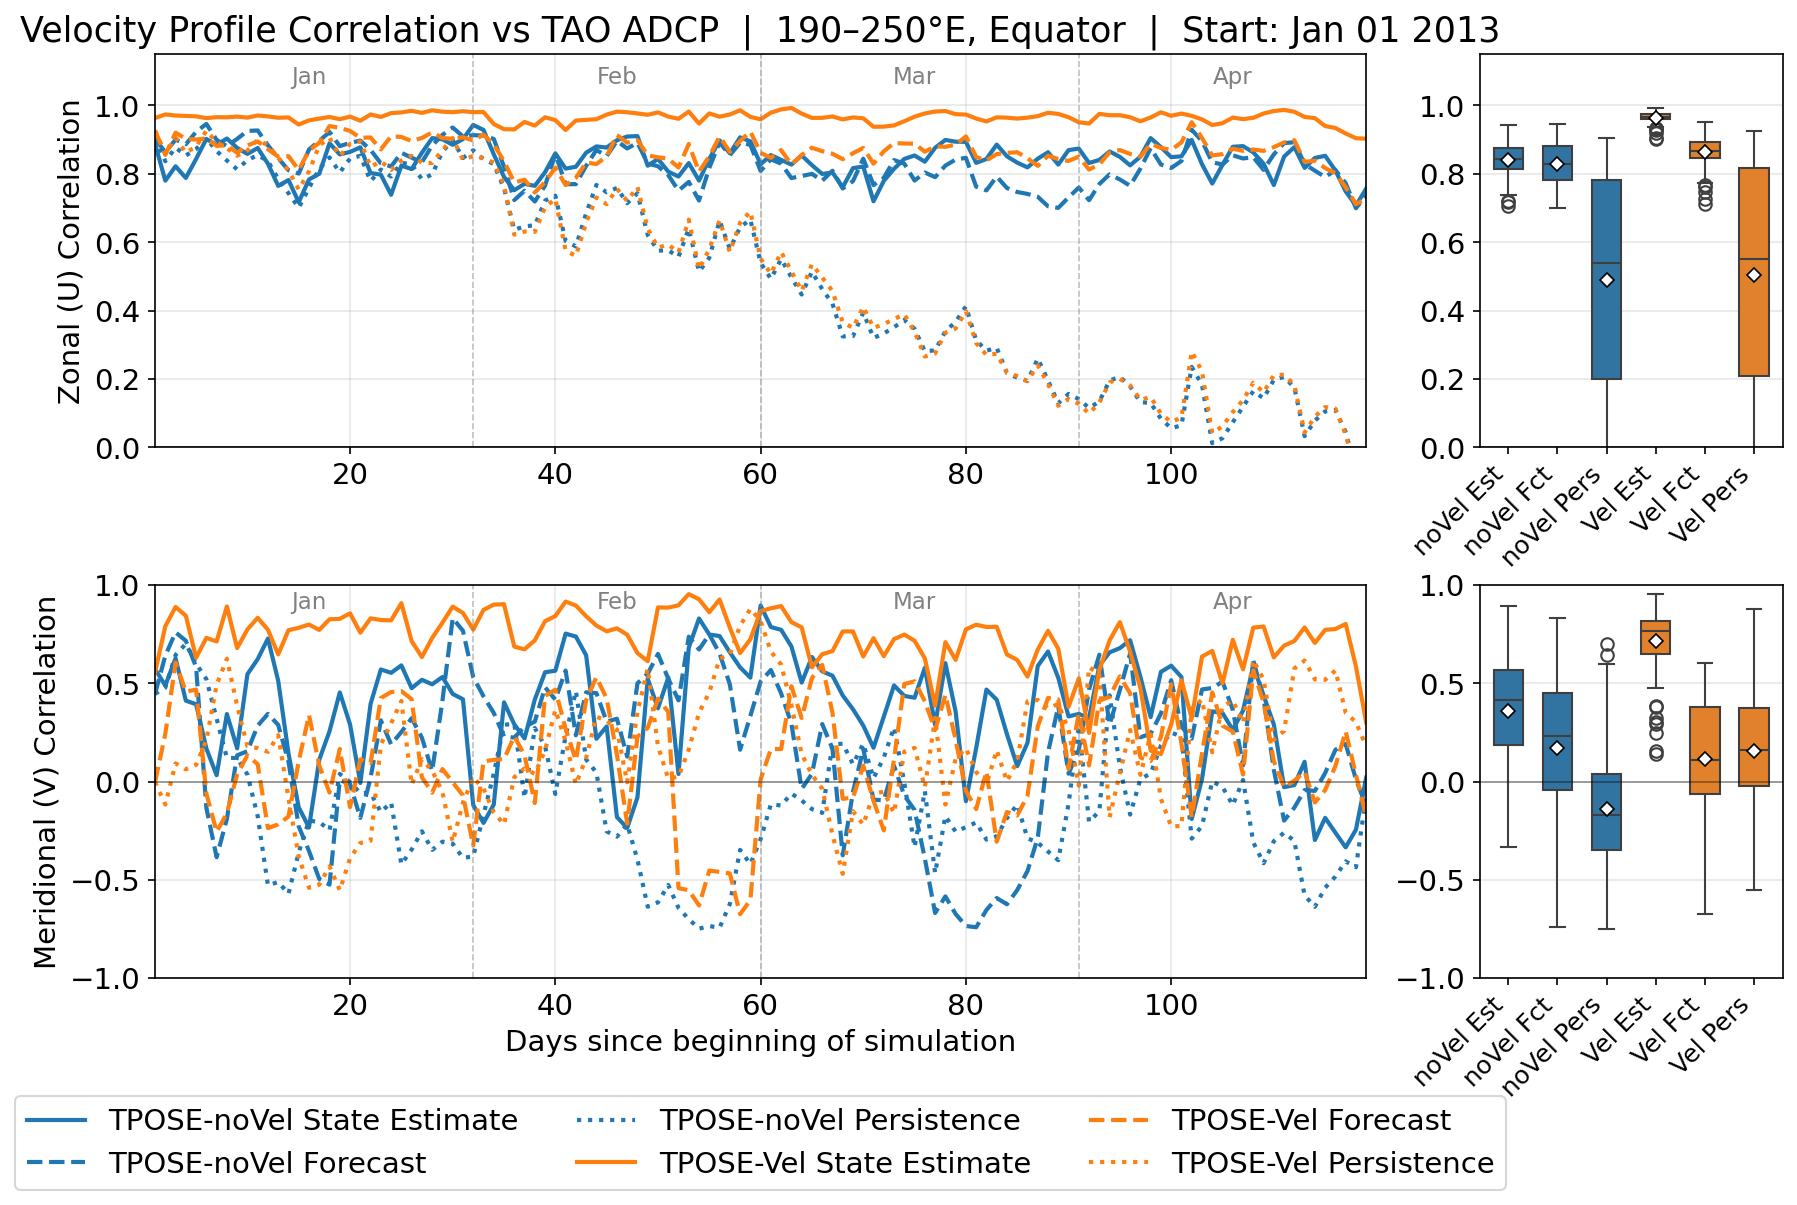 Velocity Profile Correlation vs TAO ADCP | 190–250°E, Equator | Start: Jan 01 2013
Zonal (U) Correlation
1.0
0.8
0.6
0.4
0.2
0.0
Jan Feb Mar Apr
20 40 60 80 100
1.0
0.8
0.6
0.4
0.2
0.0
noVel Est
noVel Fct
noVel Pers
Vel Est
Vel Fct
Vel Pers
Meridional (V) Correlation
1.0
0.5
0.0
−0.5
−1.0
Jan Feb Mar Apr
20 40 60 80 100
Days since beginning of simulation
1.0
0.5
0.0
−0.5
−1.0
noVel Est
noVel Fct
noVel Pers
Vel Est
Vel Fct
Vel Pers
TPOSE-noVel State Estimate
TPOSE-noVel Forecast
TPOSE-noVel Persistence
TPOSE-Vel State Estimate
TPOSE-Vel Forecast
TPOSE-Vel Persistence